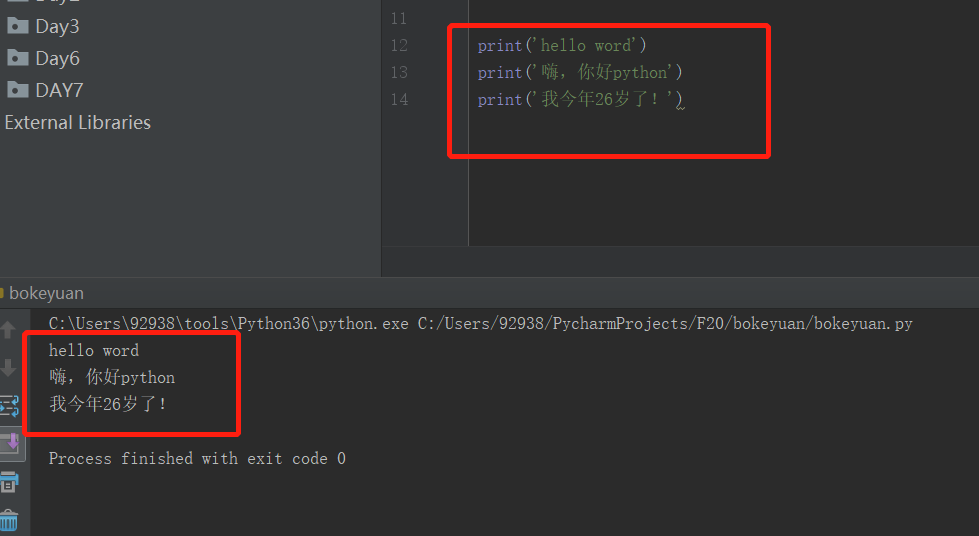 Day3
Day6
DAY7
External Libraries
11
12 print('hello word')
13 print('嗨，你好python')
14 print('我今年26岁了！')
bokeyuan
C:\Users\92938\tools\Python36\python.exe C:/Users/92938/PycharmProjects/F20/bokeyuan/bokeyuan.py
hello word
嗨，你好python
我今年26岁了！
Process finished with exit code 0